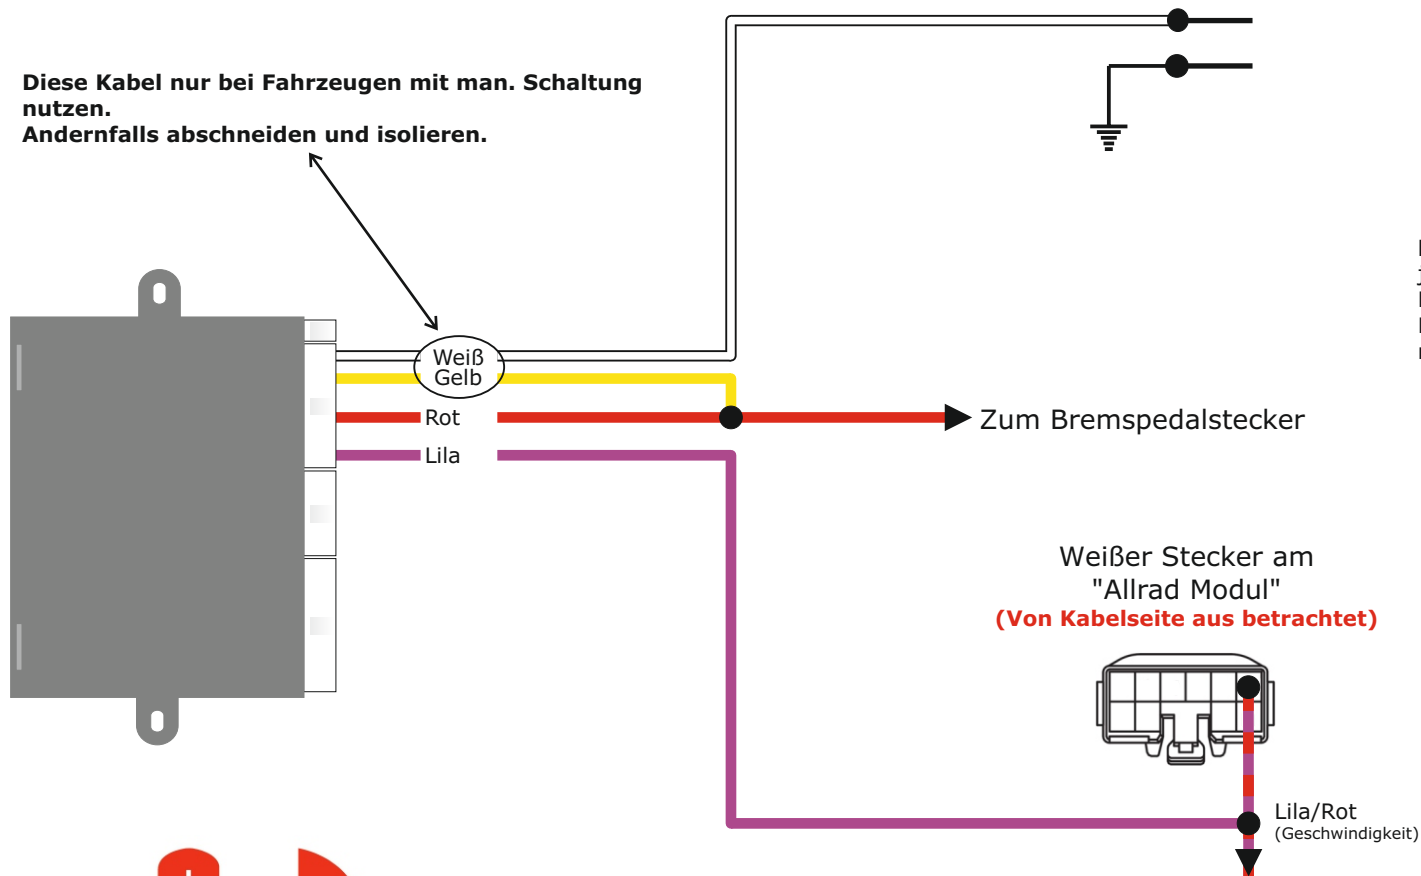 Diese Kabel nur bei Fahrzeugen mit man. Schaltung
nutzen.
Andernfalls abschneiden und isolieren.
Weiß
Gelb
Rot
Zum Bremspedalstecker
Lila
Weißer Stecker am
"Allrad Modul"
(Von Kabelseite aus betrachtet)
Lila/Rot
(Geschwindigkeit)